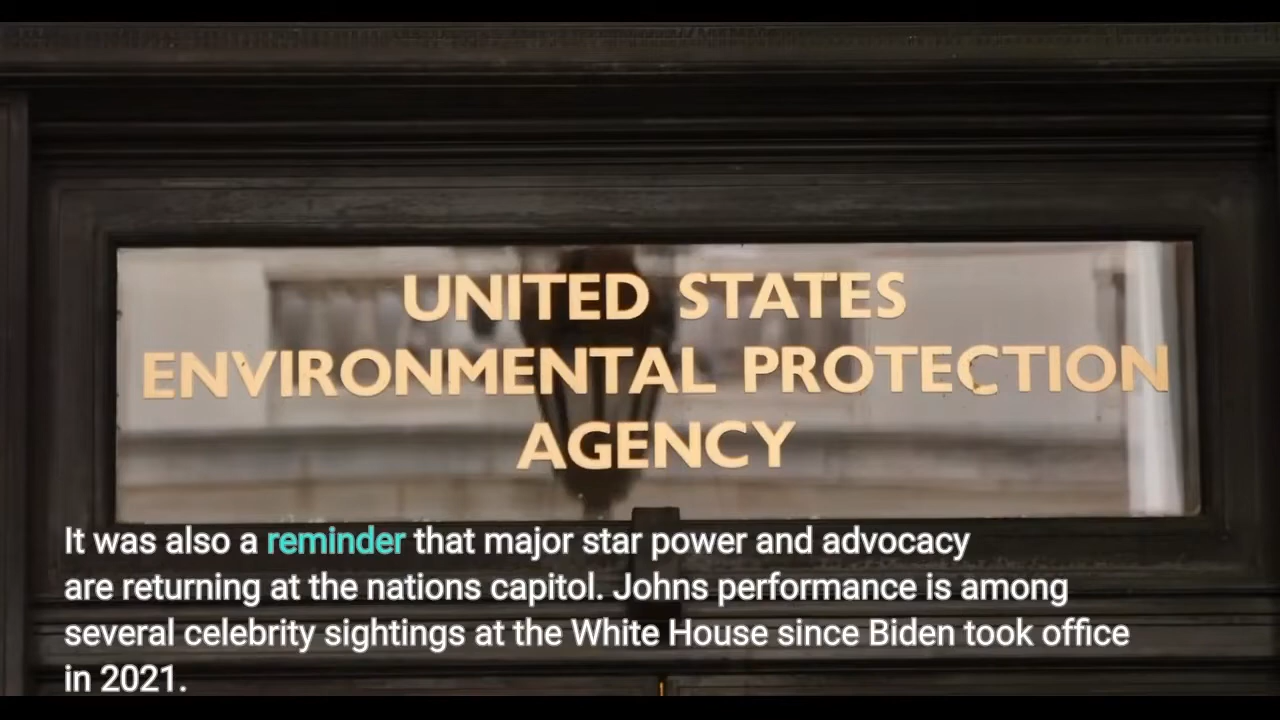 UNITED STATES
ENVIRONMENTAL PROTECTION
AGENCY
It was also a reminder that major star power and advocacy
are returning at the nations capitol. Johns performance is among
several celebrity sightings at the White House since Biden took office
in 2021.